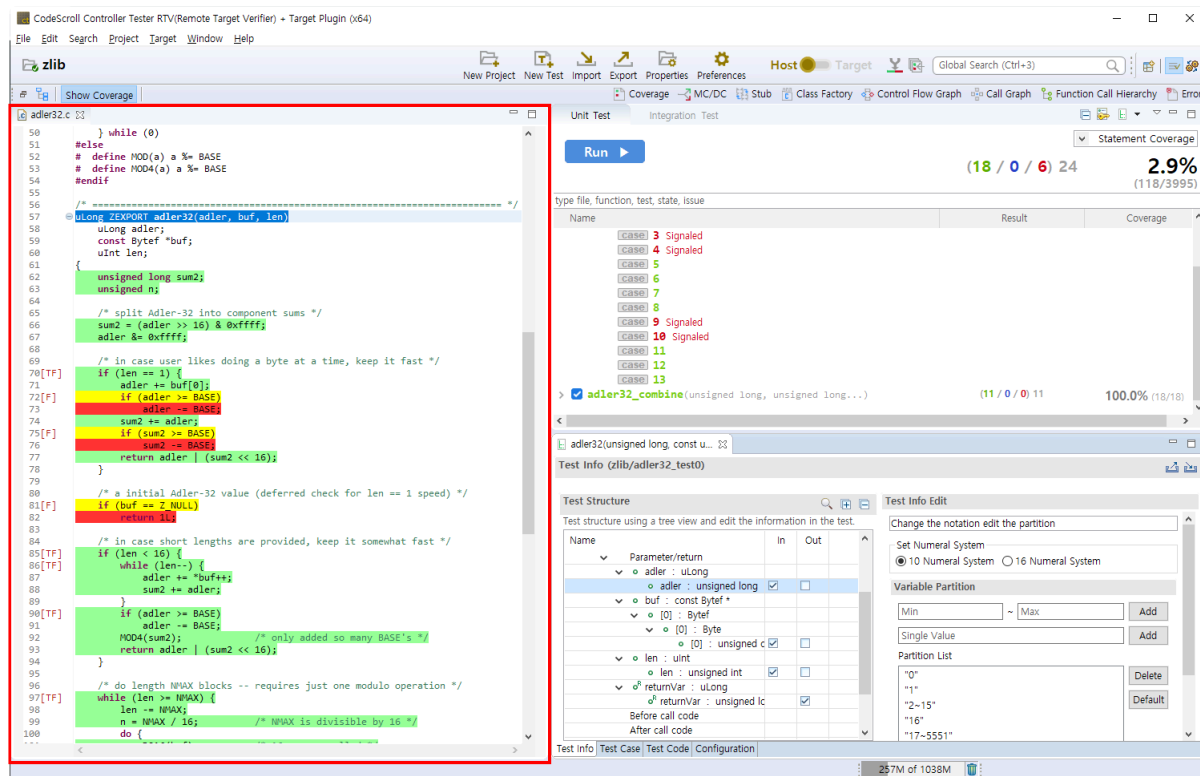 CodeScroll Controller Tester RTV(Remote Target Verifier) + Target Plugin (x64)
File Edit Search Project Target Window Help
zlib
New Project New Test Import Export Properties Preferences
Host Target
Global Search (Ctrl+3)
Show Coverage
Coverage MC/DC Stub Class Factory Control Flow Graph Call Graph Function Call Hierarchy Erro
adler32.c
50 } while (0)
51 #else
52 # define MOD(a) a %= BASE
53 # define MOD4(a) a %= BASE
54 #endif
55
56 /* ========================================================================= */
57 uLong ZEXPORT adler32(adler, buf, len)
58 uLong adler;
59 const Bytef *buf;
60 uInt len;
61 {
62 unsigned long sum2;
63 unsigned n;
64
65 /* split Adler-32 into component sums */
66 sum2 = (adler >> 16) & 0xffff;
67 adler &= 0xffff;
68
69 /* in case user likes doing a byte at a time, keep it fast */
70[TF] if (len == 1) {
71 adler += buf[0];
72[F] if (adler >= BASE)
73 adler -= BASE;
74 sum2 += adler;
75[F] if (sum2 >= BASE)
76 sum2 -= BASE;
77 return adler | (sum2 << 16);
78 }
79
80 /* a initial Adler-32 value (deferred check for len == 1 speed) */
81[F] if (buf == Z_NULL)
82 return 1L;
83
84 /* in case short lengths are provided, keep it somewhat fast */
85[TF] if (len < 16) {
86[TF] while (len--) {
87 adler += *buf++;
88 sum2 += adler;
89 }
90[TF] if (adler >= BASE)
91 adler -= BASE;
92 MOD4(sum2); /* only added so many BASE's */
93 return adler | (sum2 << 16);
94 }
95
96 /* do length NMAX blocks -- requires just one modulo operation */
97[TF] while (len >= NMAX) {
98 len -= NMAX;
99 n = NMAX / 16; /* NMAX is divisible by 16 */
100 do {
Unit Test Integration Test
Run
Statement Coverage
(18 / 0 / 6) 24
2.9%
(118/3995)
type file, function, test, state, issue
Name Result Coverage
case 3 Signaled
case 4 Signaled
case 5
case 6
case 7
case 8
case 9 Signaled
case 10 Signaled
case 11
case 12
case 13
adler32_combine(unsigned long, unsigned long...) (11 / 0 / 0) 11 100.0% (18/18)
adler32(unsigned long, const u...
Test Info (zlib/adler32_test0)
Test Structure
Test structure using a tree view and edit the information in the test.
Name In Out
Parameter/return
adler : uLong
adler : unsigned long
buf : const Bytef *
[0] : Bytef
[0] : Byte
[0] : unsigned c
len : uInt
len : unsigned int
returnVar : uLong
returnVar : unsigned lc
Before call code
After call code
Test Info Edit
Change the notation edit the partition
Set Numeral System
10 Numeral System 16 Numeral System
Variable Partition
Min ~ Max Add
Single Value Add
Partition List
"0"
"1"
"2~15"
"16"
"17~5551"
Delete
Default
Test Info Test Case Test Code Configuration
257M of 1038M